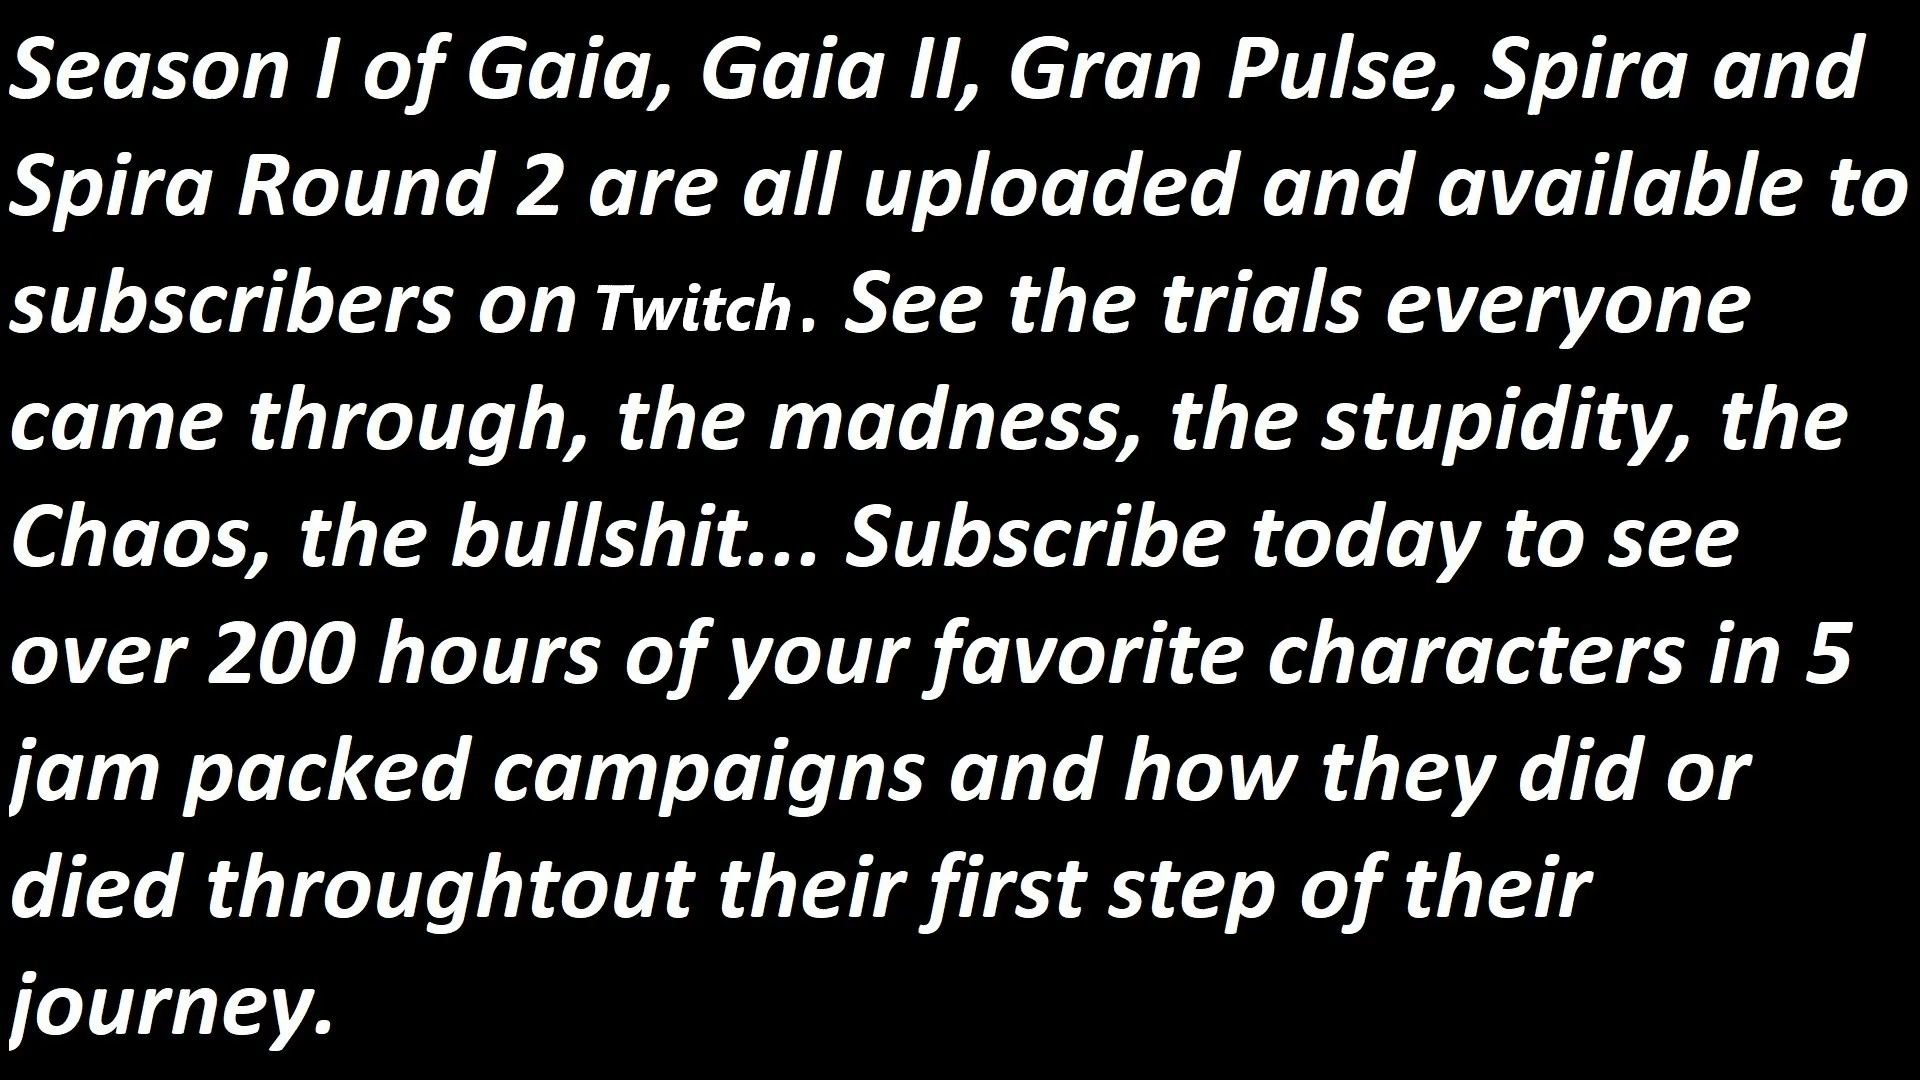 Season I of Gaia, Gaia II, Gran Pulse, Spira and
Spira Round 2 are all uploaded and available to
subscribers on Twitch. See the trials everyone
came through, the madness, the stupidity, the
Chaos, the bullshit... Subscribe today to see
over 200 hours of your favorite characters in 5
jam packed campaigns and how they did or
died throughtout their first step of their
journey.